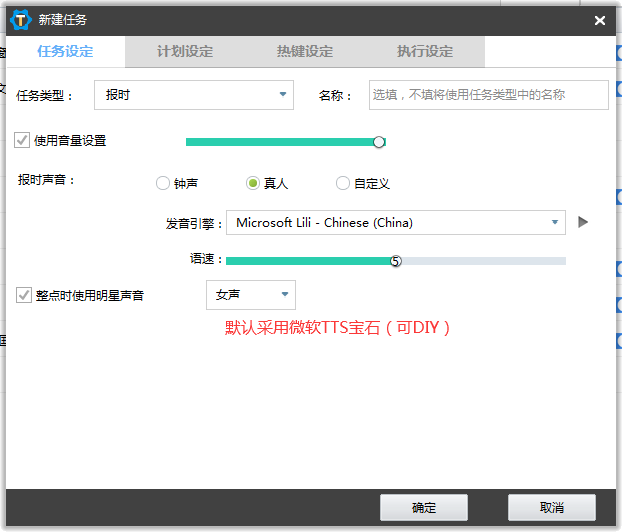 新建任务
任务设定 计划设定 热键设定 执行设定
任务类型： 报时 名称： 选填，不填将使用任务类型中的名称
使用音量设置
报时声音： 钟声 真人 自定义
发音引擎： Microsoft Lili - Chinese (China)
语速： 5
整点时使用明星声音 女声
默认采用微软TTS宝石（可DIY）
确定 取消